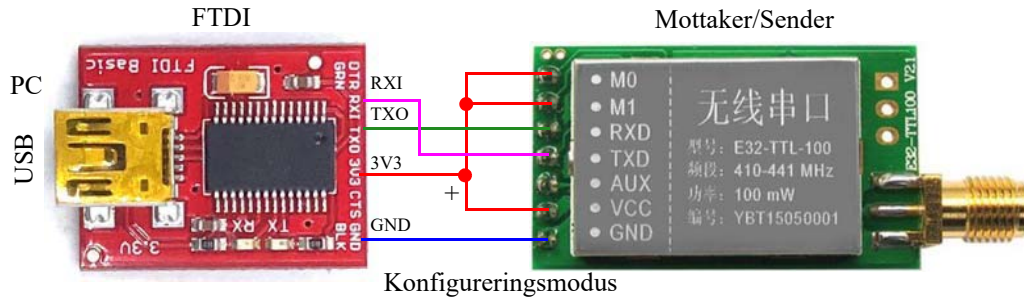 FTDI
Mottaker/Sender
PC
USB
FTDI Basic
DTR
GRN
RXI
TXO
3V3
CTS
GND
BLK
3.3V
RX
TX
RXI
TXO
3V3
+
GND
M0
M1
RXD
TXD
AUX
VCC
GND
无线串口
型号: E32-TTL-100
频段: 410-441 MHz
功率: 100 mW
编号: YBT15050001
E32-TTL100 V2.1
Konfigureringsmodus